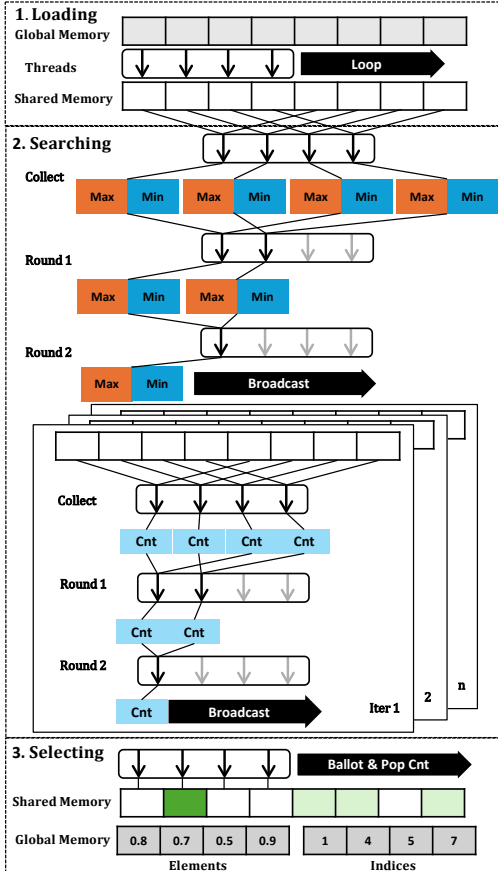 1. Loading
Global Memory
Threads
Loop
Shared Memory
2. Searching
Collect
Max Min Max Min Max Min Max Min
Round 1
Max Min Max Min
Round 2
Max Min Broadcast
Collect
Cnt Cnt Cnt Cnt
Round 1
Cnt Cnt
Round 2
Cnt Broadcast
Iter 1
2
n
3. Selecting
Ballot & Pop Cnt
Shared Memory
Global Memory 0.8 0.7 0.5 0.9 1 4 5 7
Elements Indices